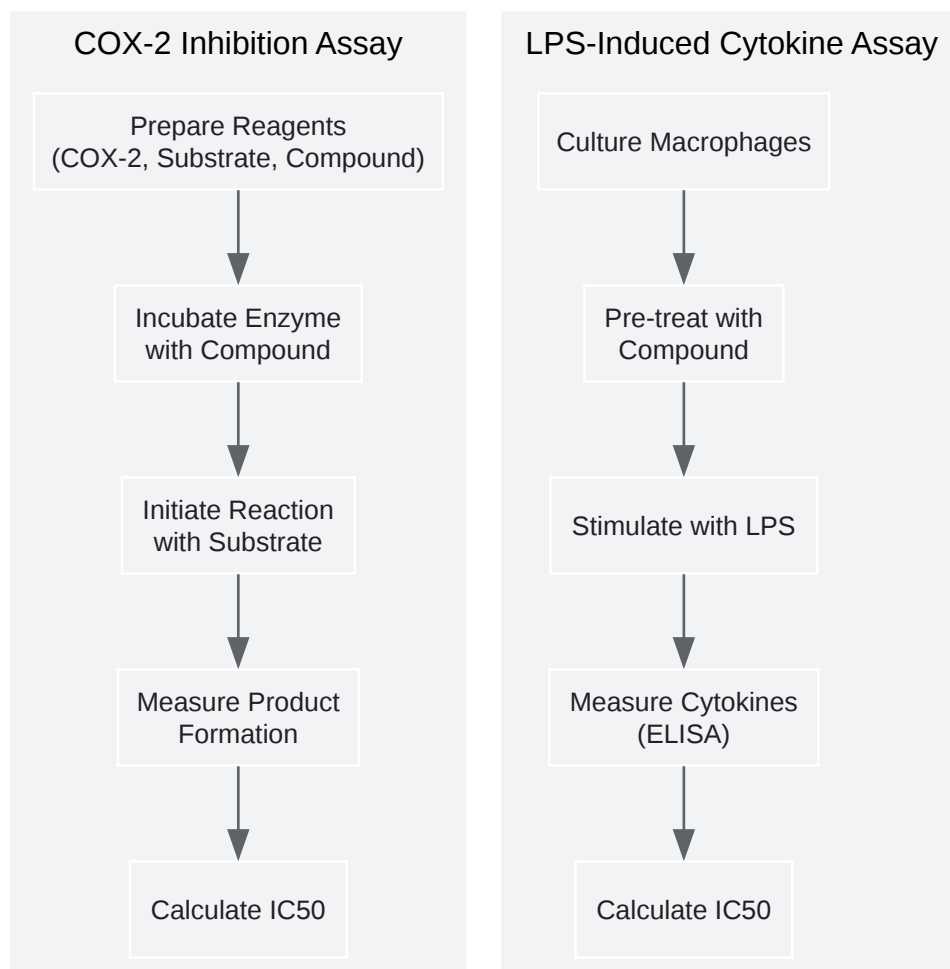 COX-2 Inhibition Assay
Prepare Reagents
(COX-2, Substrate, Compound)
Incubate Enzyme
with Compound
Initiate Reaction
with Substrate
Measure Product
Formation
Calculate IC50
LPS-Induced Cytokine Assay
Culture Macrophages
Pre-treat with
Compound
Stimulate with LPS
Measure Cytokines
(ELISA)
Calculate IC50